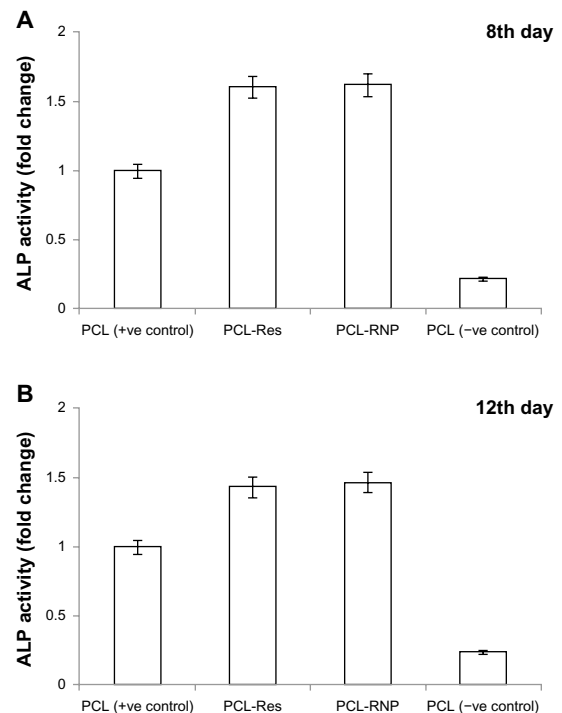 A
8th day
ALP activity (fold change)
2
1.5
1
0.5
0
PCL (+ve control) PCL-Res PCL-RNP PCL (−ve control)
B
12th day
ALP activity (fold change)
2
1.5
1
0.5
0
PCL (+ve control) PCL-Res PCL-RNP PCL (−ve control)